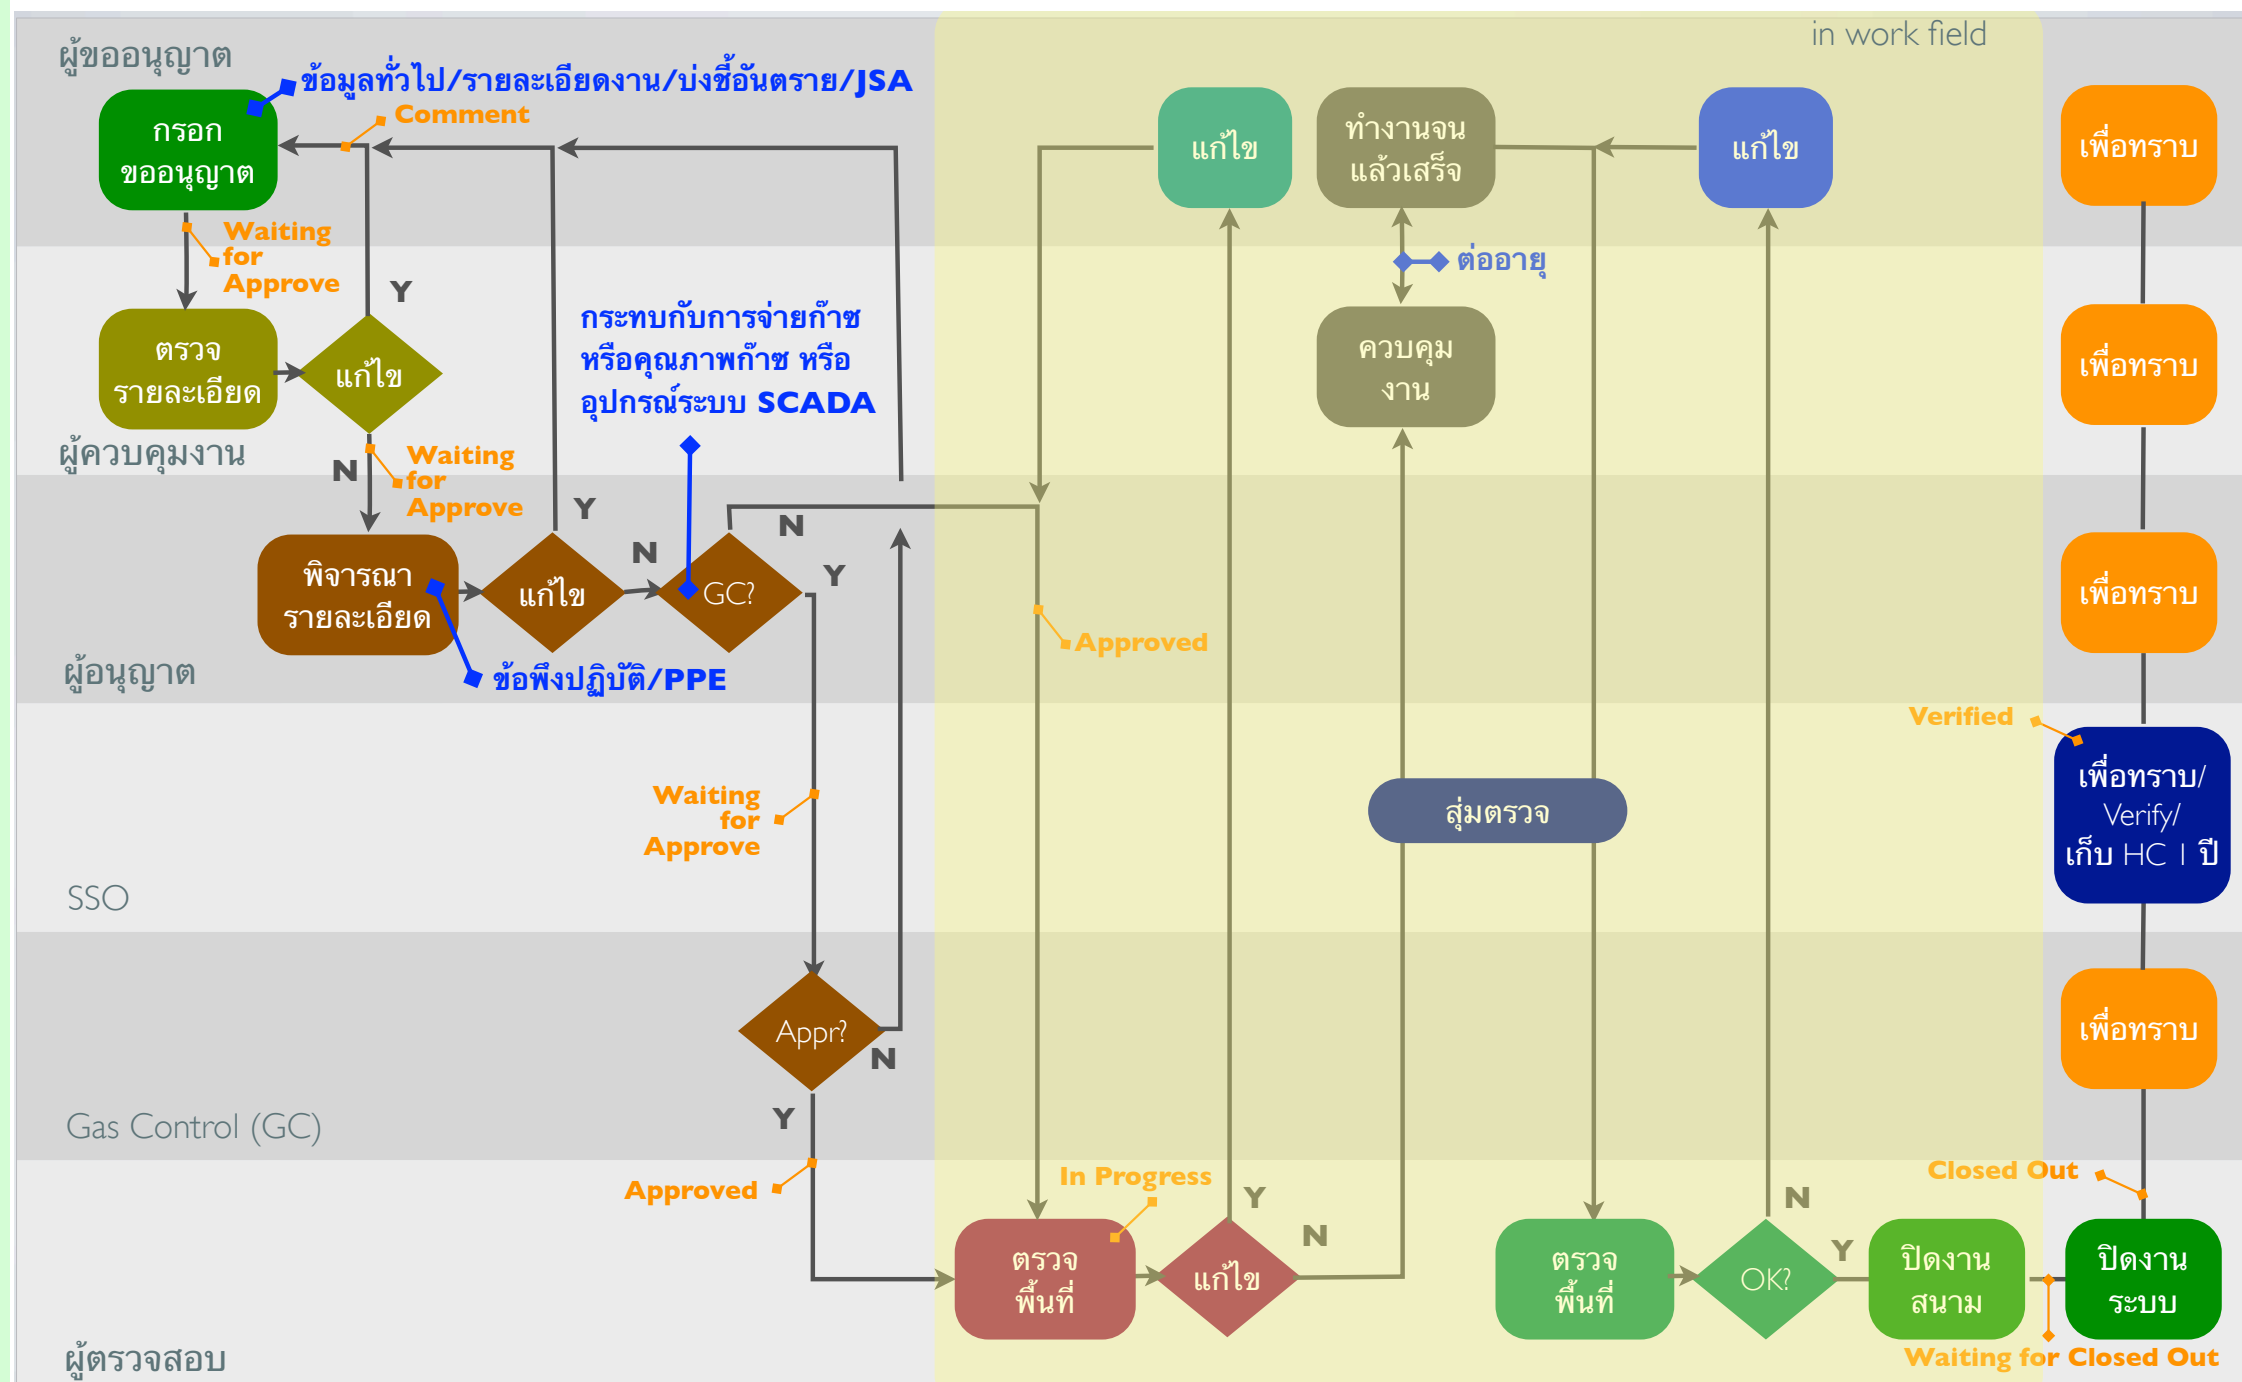 in work field
ผู้ขออนุญาต
ข้อมูลทั่วไป/รายละเอียดงาน/บ่งชี้อันตราย/JSA
Comment
กรอก
ขออนุญาต
แก้ไข
ทำงานจน
แล้วเสร็จ
แก้ไข
เพื่อทราบ
Waiting
for
Approve
ต่ออายุ
Y
กระทบกับการจ่ายก๊าซ
หรือคุณภาพก๊าซ หรือ
อุปกรณ์ระบบ SCADA
ตรวจ
รายละเอียด
แก้ไข
ควบคุม
งาน
เพื่อทราบ
ผู้ควบคุมงาน
N
Waiting
for
Approve
Y
N
N
Y
พิจารณา
รายละเอียด
แก้ไข
GC?
เพื่อทราบ
Approved
ผู้อนุญาต
ข้อพึงปฏิบัติ/PPE
Verified
Waiting
for
Approve
สุ่มตรวจ
เพื่อทราบ/
Verify/
เก็บ HC 1 ปี
SSO
Appr?
N
เพื่อทราบ
Gas Control (GC)
Y
Approved
In Progress
Y
N
N
Y
Closed Out
ตรวจ
พื้นที่
แก้ไข
ตรวจ
พื้นที่
OK?
ปิดงาน
สนาม
ปิดงาน
ระบบ
Waiting for Closed Out
ผู้ตรวจสอบ